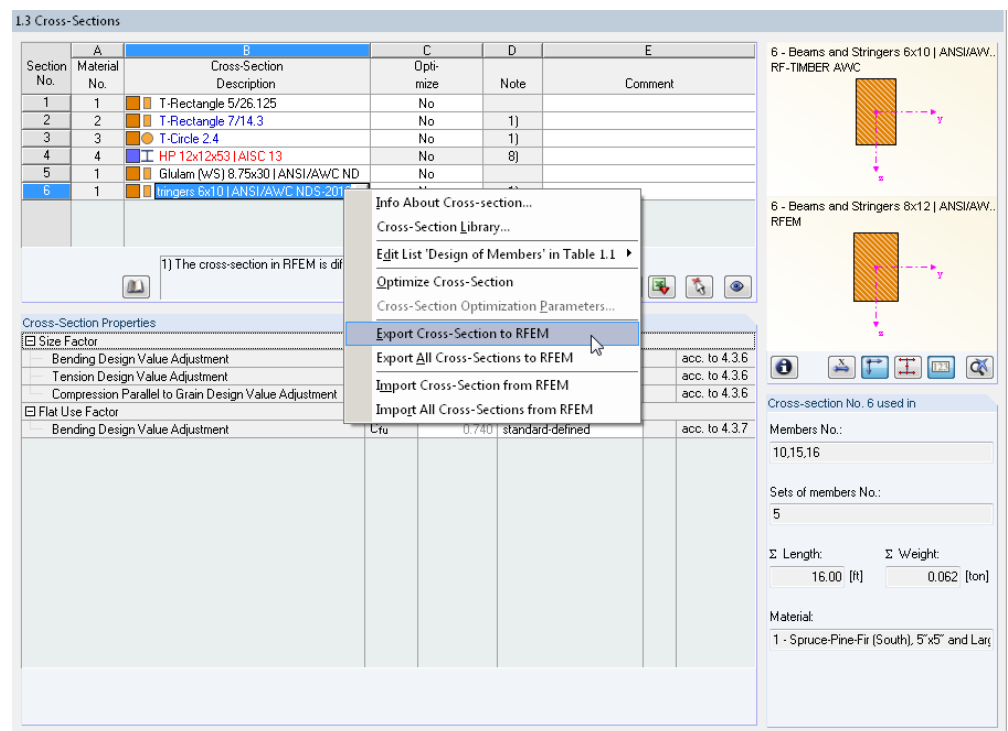 1.3 Cross-Sections
A B C D E
Section Material Cross-Section Opti-
No. No. Description mize Note Comment
1 1 T-Rectangle 5/26.125 No
2 2 T-Rectangle 7/14.3 No 1)
3 3 T-Circle 2.4 No 1)
4 4 HP 12x12x53 | AISC 13 No 8)
5 1 Glulam (WS) 8.75x30 | ANSI/AWC ND No
6 1 tringers 6x10 | ANSI/AWC NDS-201
1) The cross-section in RFEM is dif
Info About Cross-section...
Cross-Section Library...
Edit List 'Design of Members' in Table 1.1
Optimize Cross-Section
Cross-Section Optimization Parameters...
Export Cross-Section to RFEM
Export All Cross-Sections to RFEM
Import Cross-Section from RFEM
Import All Cross-Sections from RFEM
Cross-Section Properties
Size Factor
Bending Design Value Adjustment acc. to 4.3.6
Tension Design Value Adjustment acc. to 4.3.6
Compression Parallel to Grain Design Value Adjustment acc. to 4.3.6
Flat Use Factor
Bending Design Value Adjustment Cfu 0.740 standard-defined acc. to 4.3.7
6 - Beams and Stringers 6x10 | ANSI/AW..
RF-TIMBER AWC
y
z
6 - Beams and Stringers 8x12 | ANSI/AW..
RFEM
y
z
Cross-section No. 6 used in
Members No.:
10,15,16
Sets of members No.:
5
Σ Length: Σ Weight:
16.00 [ft] 0.062 [ton]
Material:
1 - Spruce-Pine-Fir (South), 5"x5" and Larg